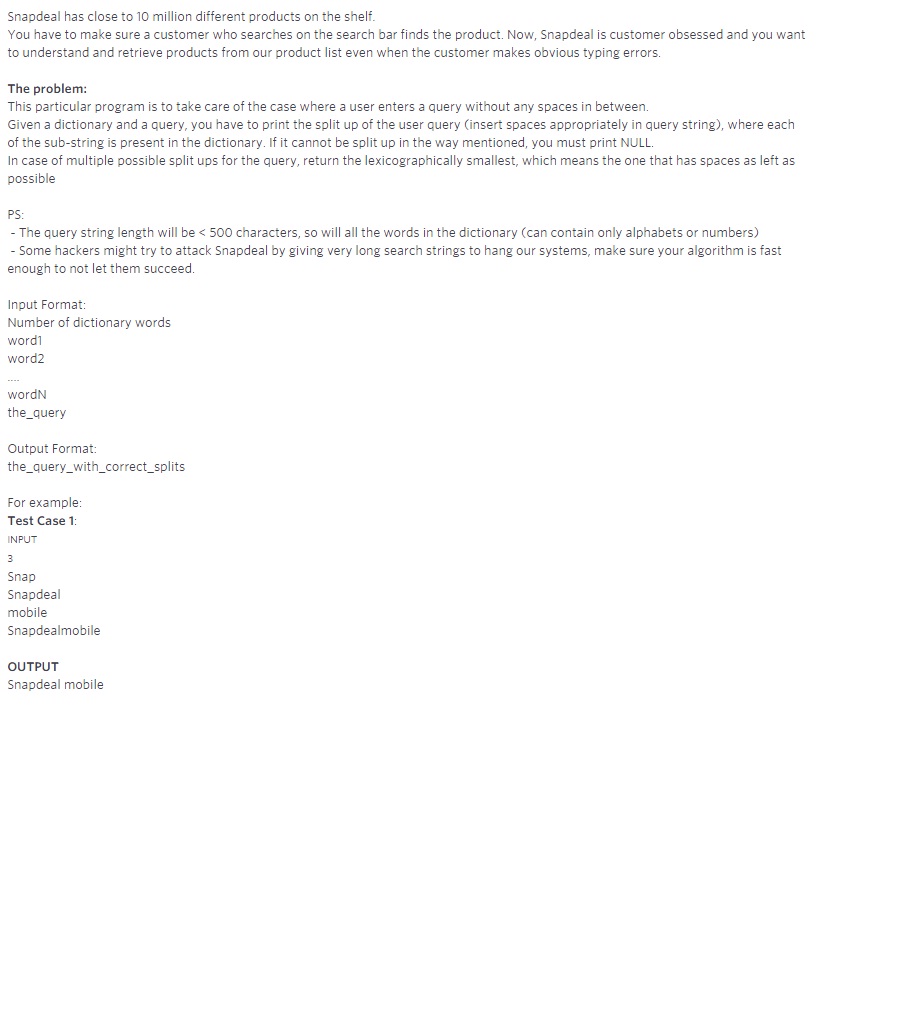 Snapdeal has close to 10 million different products on the shelf.
You have to make sure a customer who searches on the search bar finds the product. Now, Snapdeal is customer obsessed and you want
to understand and retrieve products from our product list even when the customer makes obvious typing errors.
The problem:
This particular program is to take care of the case where a user enters a query without any spaces in between.
Given a dictionary and a query, you have to print the split up of the user query (insert spaces appropriately in query string), where each
of the sub-string is present in the dictionary. If it cannot be split up in the way mentioned, you must print NULL.
In case of multiple possible split ups for the query, return the lexicographically smallest, which means the one that has spaces as left as
possible
PS:
- The query string length will be < 500 characters, so will all the words in the dictionary (can contain only alphabets or numbers)
- Some hackers might try to attack Snapdeal by giving very long search strings to hang our systems, make sure your algorithm is fast
enough to not let them succeed.
Input Format:
Number of dictionary words
word1
word2
....
wordN
the_query
Output Format:
the_query_with_correct_splits
For example:
Test Case 1:
INPUT
3
Snap
Snapdeal
mobile
Snapdealmobile
OUTPUT
Snapdeal mobile